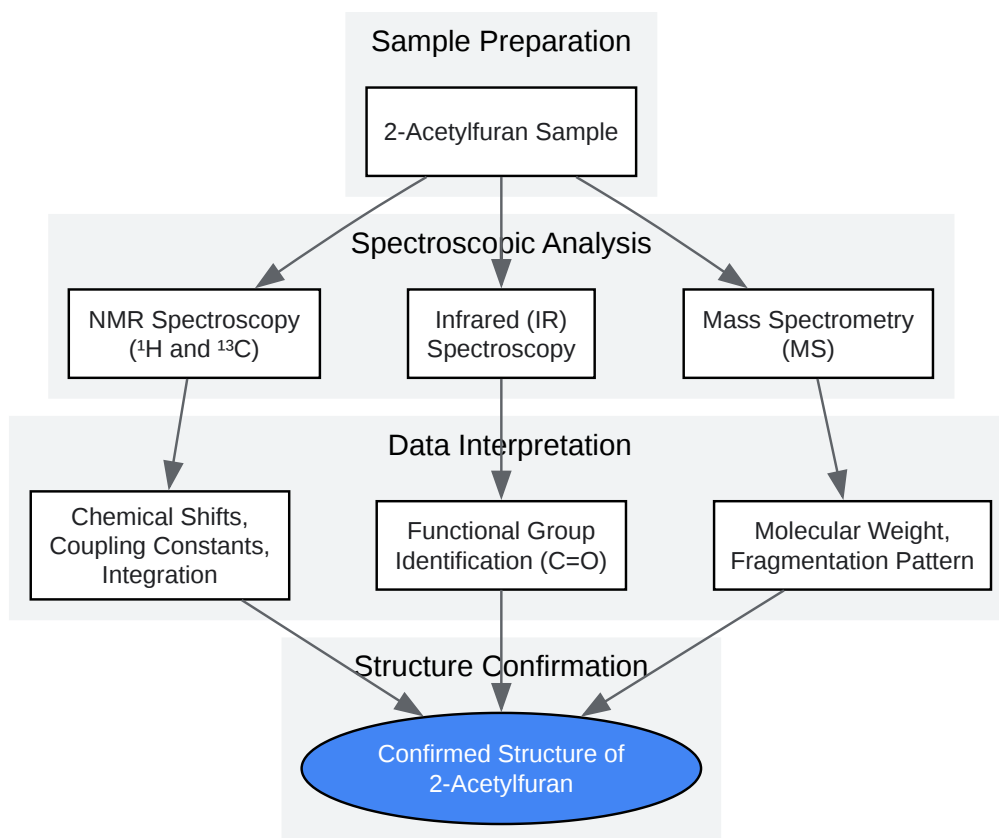 Sample Preparation
2-Acetylfuran Sample
Spectroscopic Analysis
NMR Spectroscopy
(¹H and ¹³C)
Infrared (IR)
Spectroscopy
Mass Spectrometry
(MS)
Data Interpretation
Chemical Shifts,
Coupling Constants,
Integration
Functional Group
Identification (C=O)
Molecular Weight,
Fragmentation Pattern
Structure Confirmation
Confirmed Structure of
2-Acetylfuran